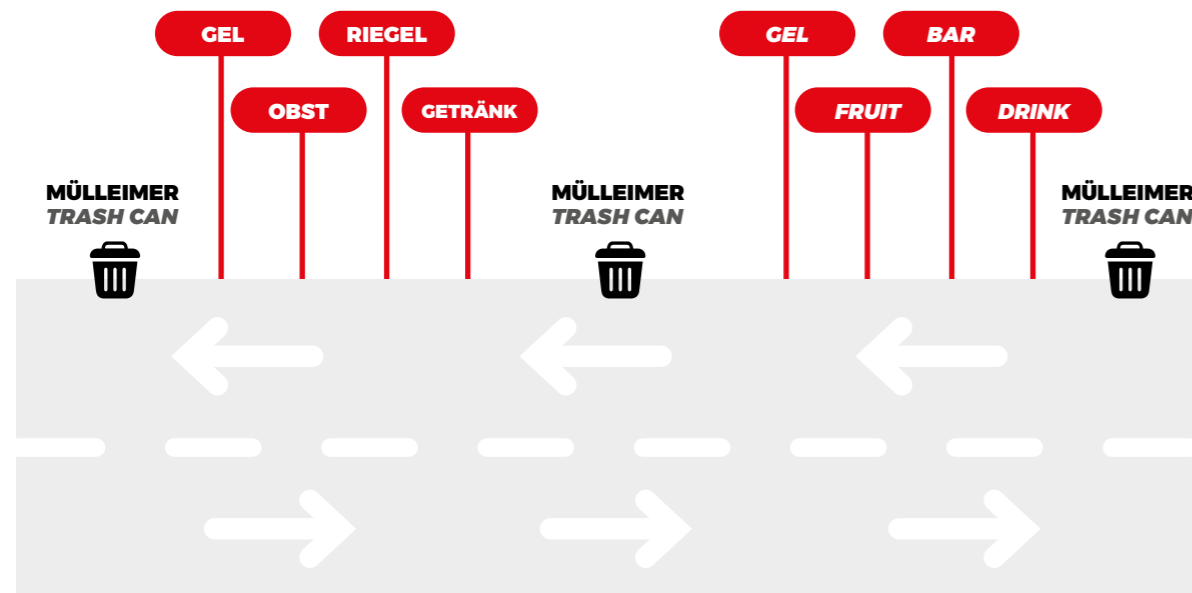 GEL
RIEGEL
GEL
BAR
OBST
GETRÄNK
FRUIT
DRINK
MÜLLEIMER
TRASH CAN
MÜLLEIMER
TRASH CAN
MÜLLEIMER
TRASH CAN